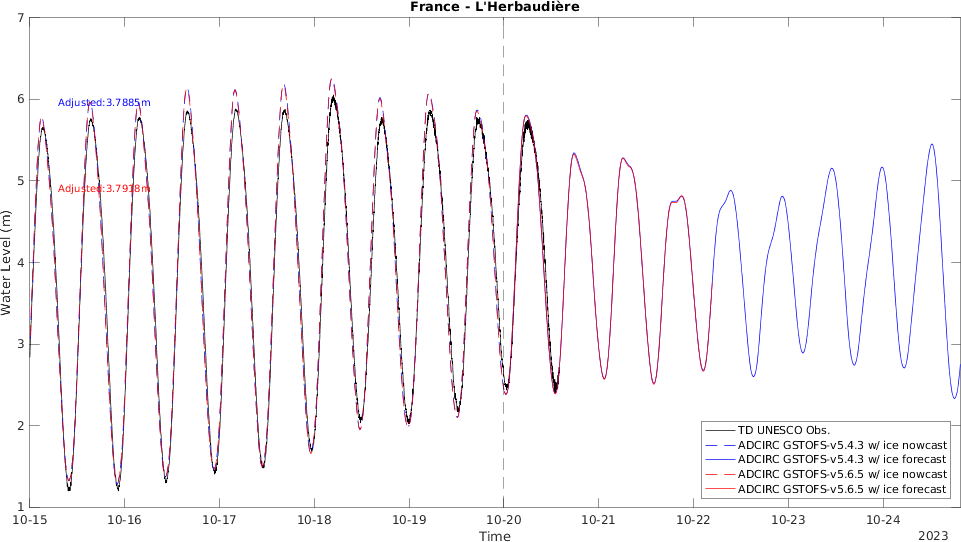 France - L'Herbaudière
7
6
5
4
3
2
1
Water Level (m)
Adjusted:3.7885m
Adjusted:3.7918m
TD UNESCO Obs.
ADCIRC GSTOFS-v5.4.3 w/ ice nowcast
ADCIRC GSTOFS-v5.4.3 w/ ice forecast
ADCIRC GSTOFS-v5.6.5 w/ ice nowcast
ADCIRC GSTOFS-v5.6.5 w/ ice forecast
10-15 10-16 10-17 10-18 10-19 10-20 10-21 10-22 10-23 10-24
Time
2023